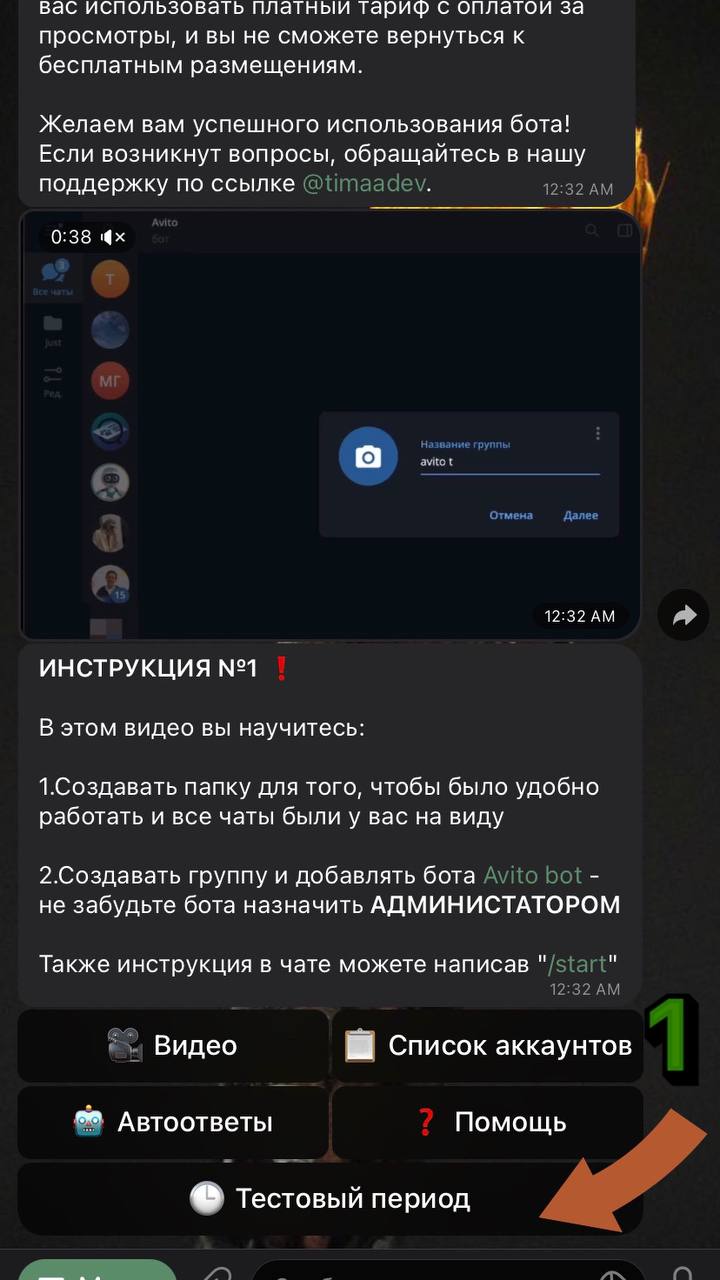 вас использовать платный тариф с оплатой за
просмотры, и вы не сможете вернуться к
бесплатным размещениям.
Желаем вам успешного использования бота!
Если возникнут вопросы, обращайтесь в нашу
поддержку по ссылке @timaadev.
12:32 AM
0:38
Avito
бот
3
Все чаты
Just
Ред.
Т
МГ
15
Название группы
avito t
Отмена
Далее
12:32 AM
ИНСТРУКЦИЯ №1 ❗
В этом видео вы научитесь:
1.Создавать папку для того, чтобы было удобно
работать и все чаты были у вас на виду
2.Создавать группу и добавлять бота Avito bot -
не забудьте бота назначить АДМИНИСТАТОРОМ
Также инструкция в чате можете написав "/start"
12:32 AM
Видео
Список аккаунтов
1
Автоответы
❓ Помощь
Тестовый период